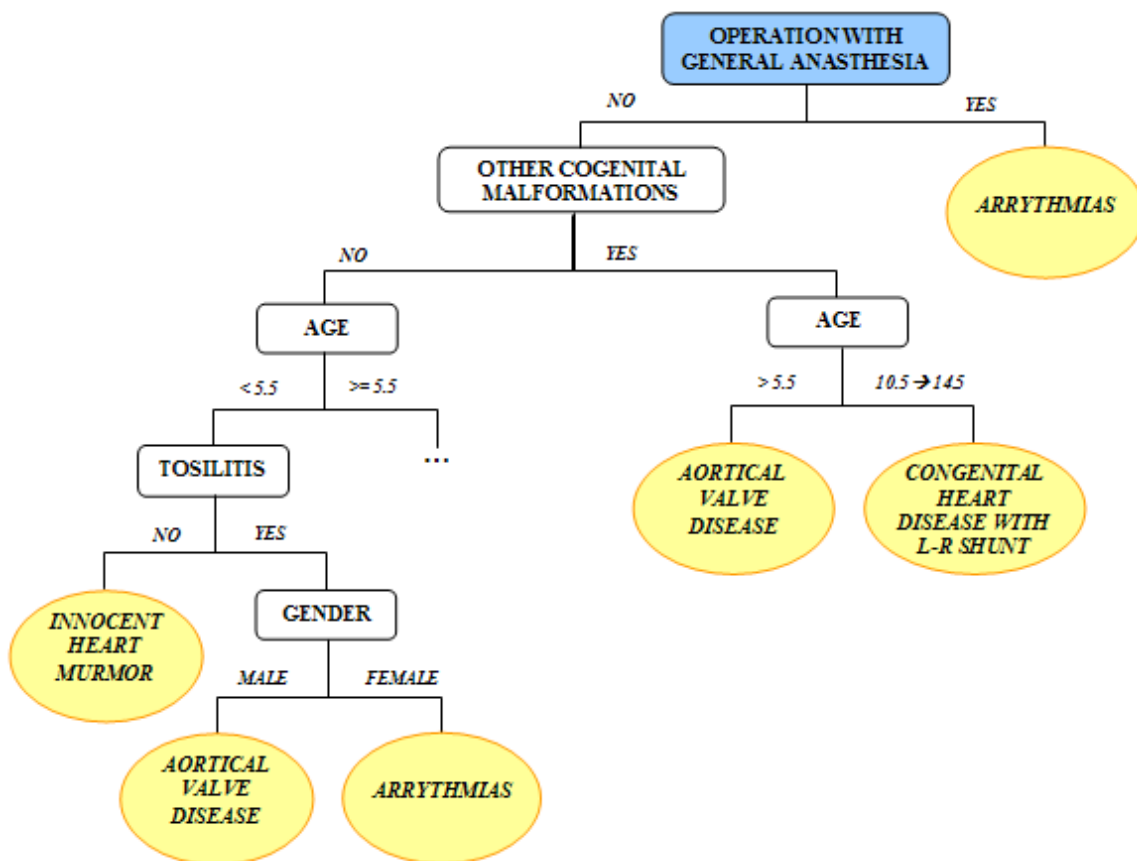 OPERATION WITH
GENERAL ANASTHESIA
NO
YES
OTHER COGENITAL
MALFORMATIONS
ARRYTHMIAS
NO
YES
AGE
AGE
< 5.5
>= 5.5
> 5.5
10.5 → 14.5
...
TOSILITIS
AORTICAL
VALVE
DISEASE
CONGENITAL
HEART
DISEASE WITH
L-R SHUNT
NO
YES
INNOCENT
HEART
MURMOR
GENDER
MALE
FEMALE
AORTICAL
VALVE
DISEASE
ARRYTHMIAS